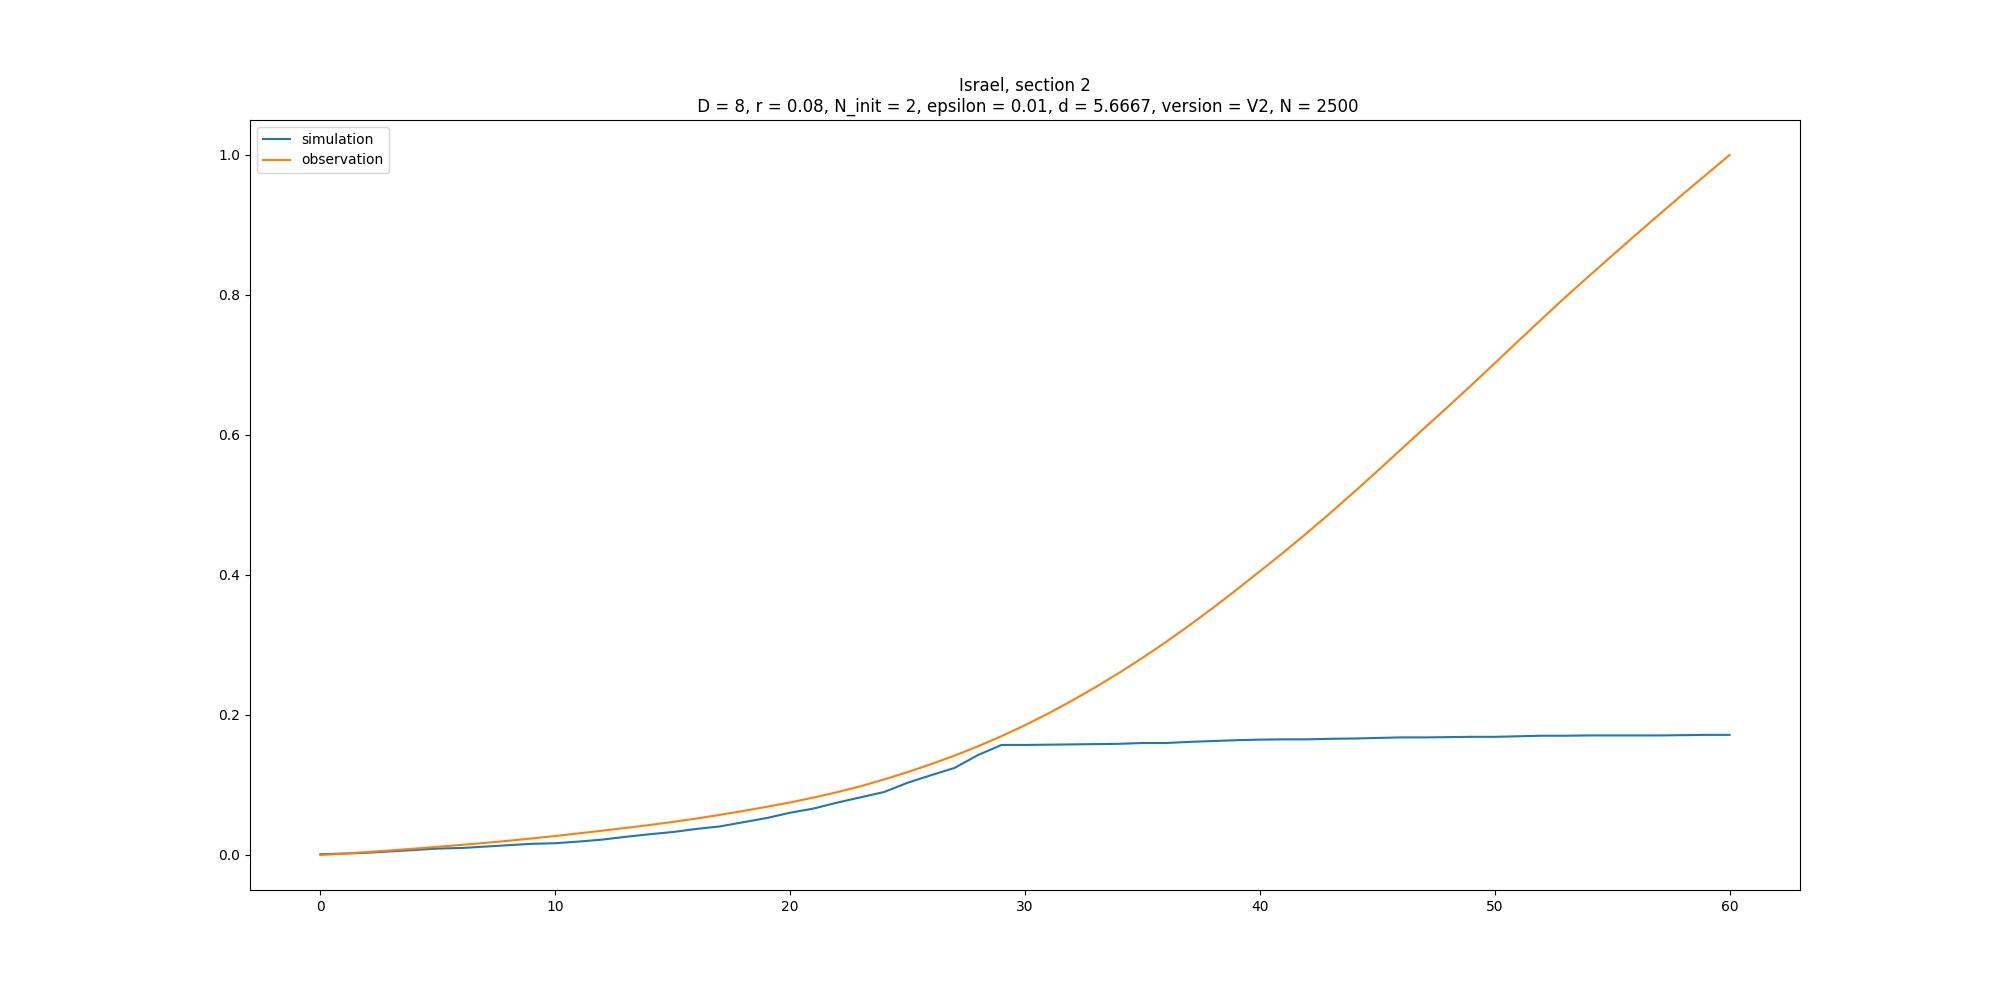 Israel, section 2
D = 8, r = 0.08, N_init = 2, epsilon = 0.01, d = 5.6667, version = V2, N = 2500
simulation
observation
1.0
0.8
0.6
0.4
0.2
0.0
0 10 20 30 40 50 60